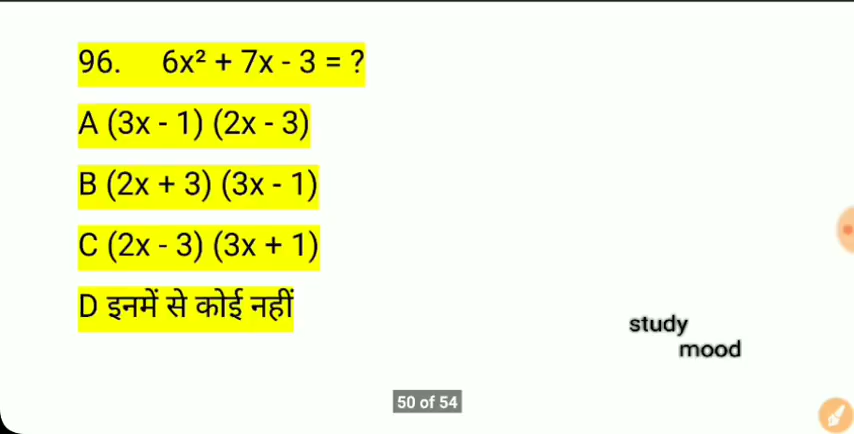 96. 6x² + 7x - 3 = ?
A (3x - 1) (2x - 3)
B (2x + 3) (3x - 1)
C (2x - 3) (3x + 1)
D इनमें से कोई नहीं
study
mood
50 of 54